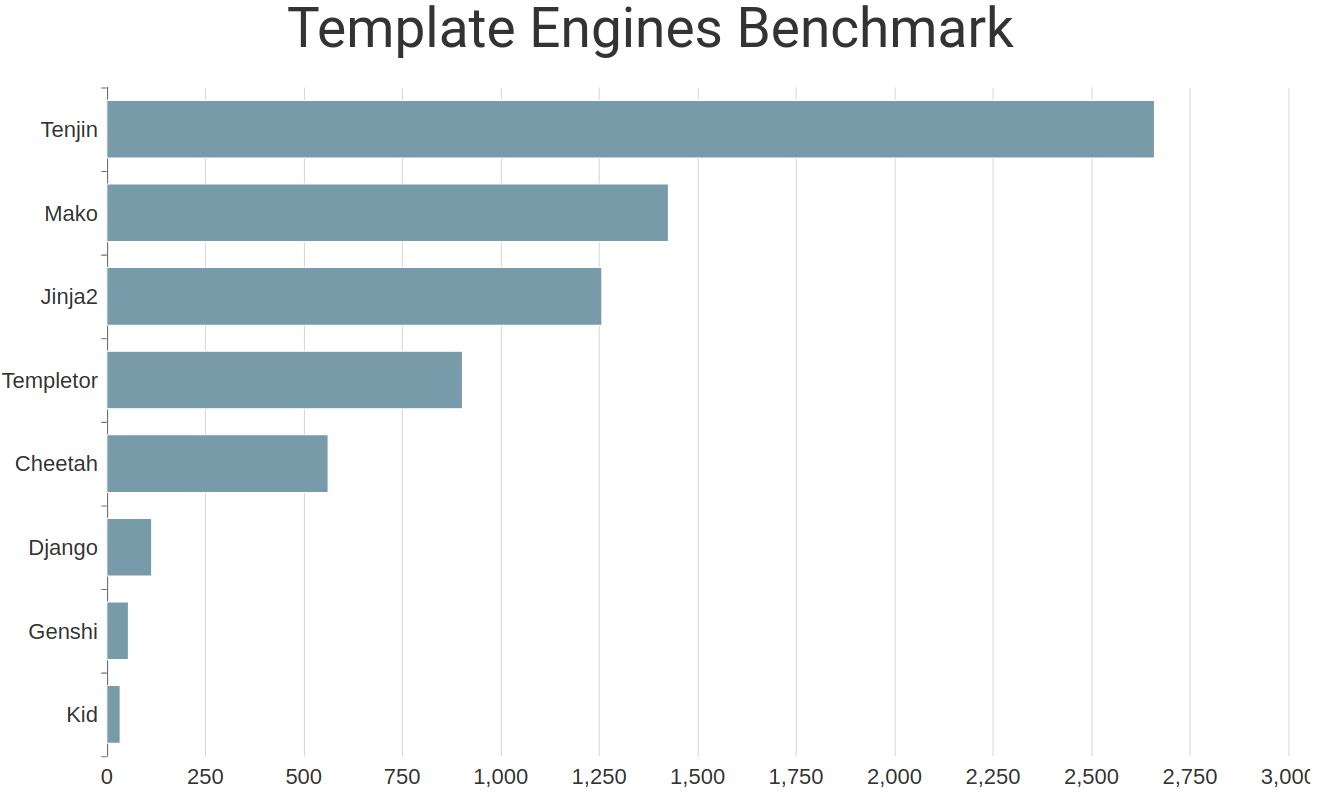 Template Engines Benchmark
Tenjin
Mako
Jinja2
Templetor
Cheetah
Django
Genshi
Kid
0 250 500 750 1,000 1,250 1,500 1,750 2,000 2,250 2,500 2,750 3,000